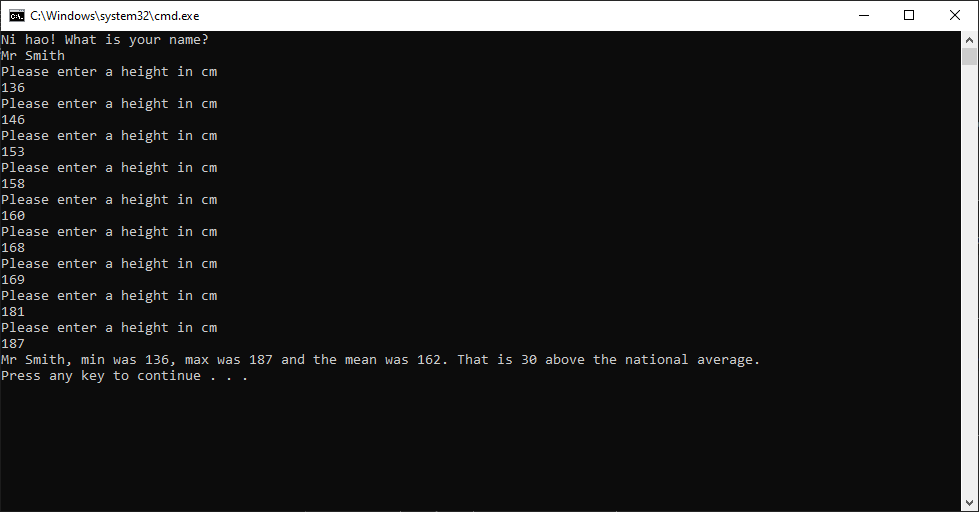 C:\Windows\system32\cmd.exe
Ni hao! What is your name?
Mr Smith
Please enter a height in cm
136
Please enter a height in cm
146
Please enter a height in cm
153
Please enter a height in cm
158
Please enter a height in cm
160
Please enter a height in cm
168
Please enter a height in cm
169
Please enter a height in cm
181
Please enter a height in cm
187
Mr Smith, min was 136, max was 187 and the mean was 162. That is 30 above the national average.
Press any key to continue . . .